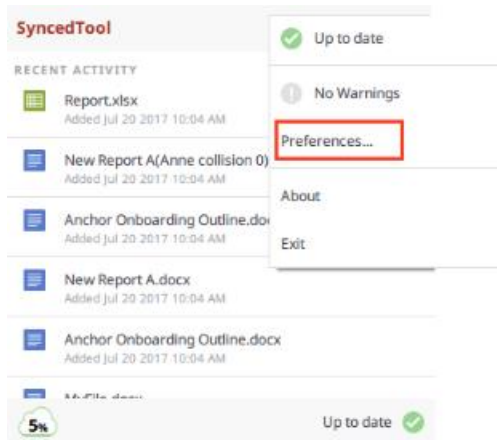 SyncedTool
Up to date
RECENT ACTIVITY
No Warnings
Report.xlsx
Added Jul 20 2017 10:04 AM
Preferences...
New Report A(Anne collision 0)
Added Jul 20 2017 10:04 AM
About
Anchor Onboarding Outline.do
Added Jul 20 2017 10:04 AM
Exit
New Report A.docx
Added Jul 20 2017 10:04 AM
Anchor Onboarding Outline.docx
Added Jul 20 2017 10:04 AM
5%
Up to date